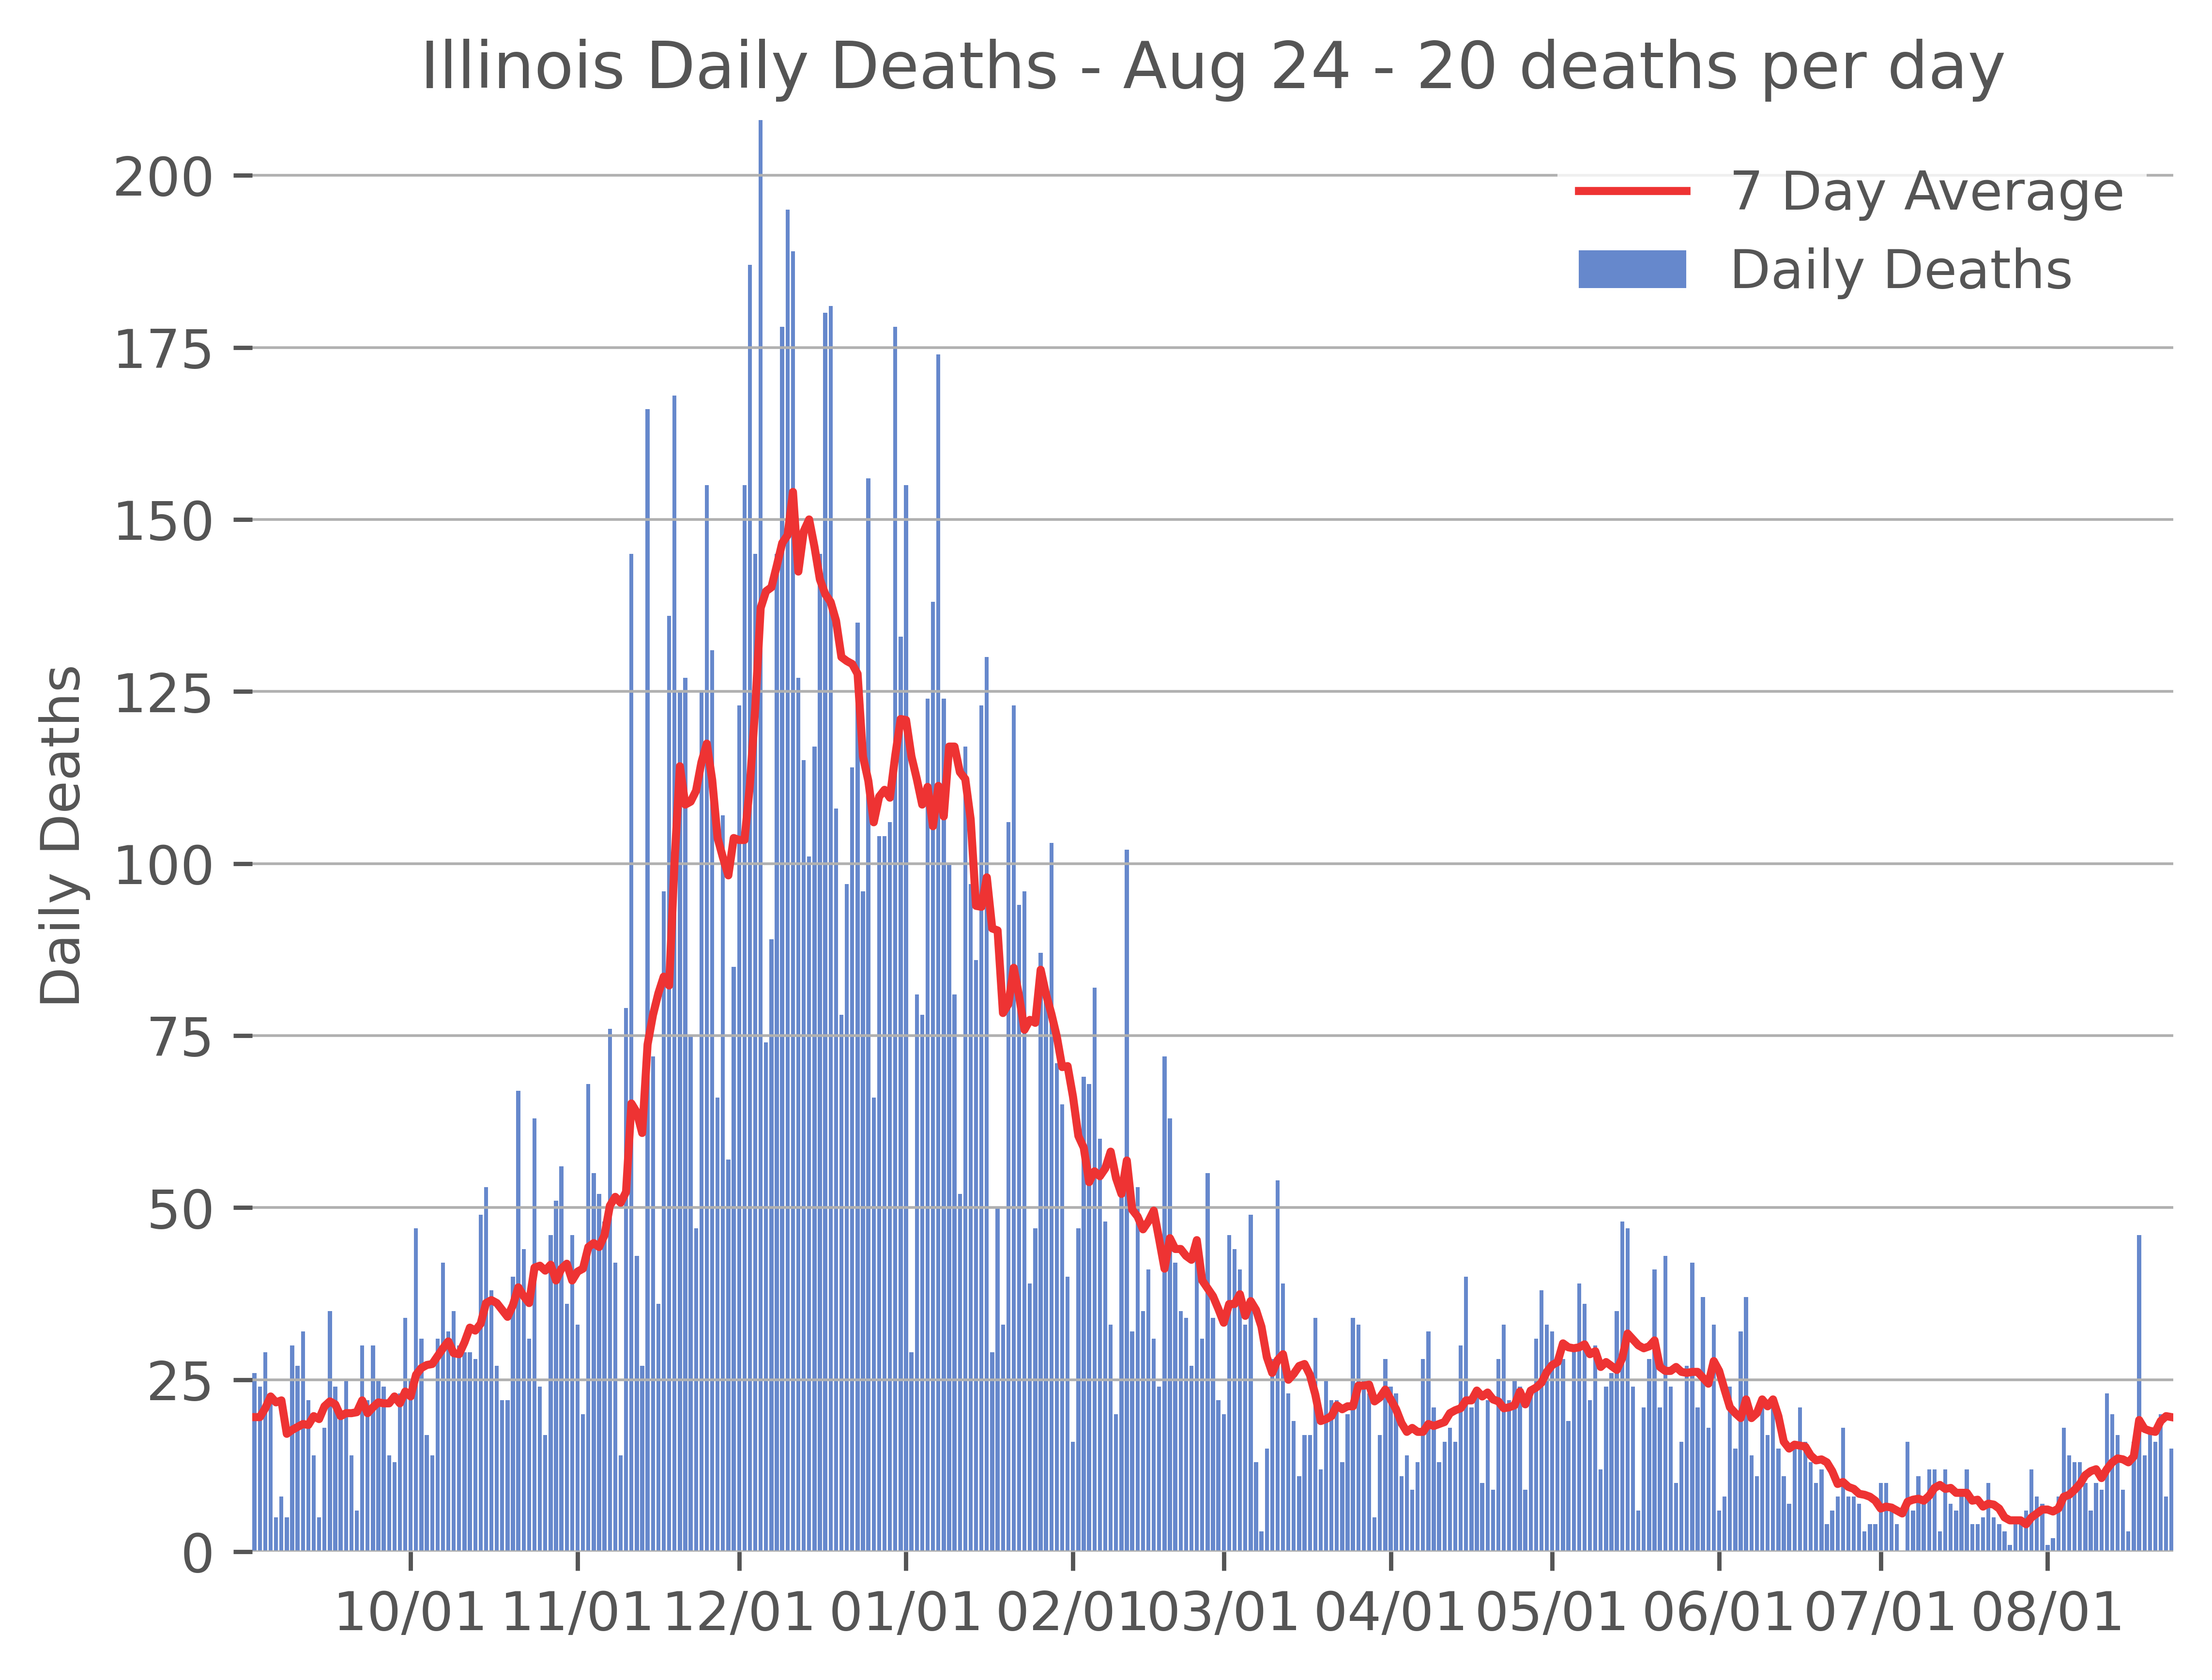 Illinois Daily Deaths - Aug 24 - 20 deaths per day
7 Day Average
Daily Deaths
Daily Deaths
200
175
150
125
100
75
50
25
0
10/01 11/01 12/01 01/01 02/01 03/01 04/01 05/01 06/01 07/01 08/01